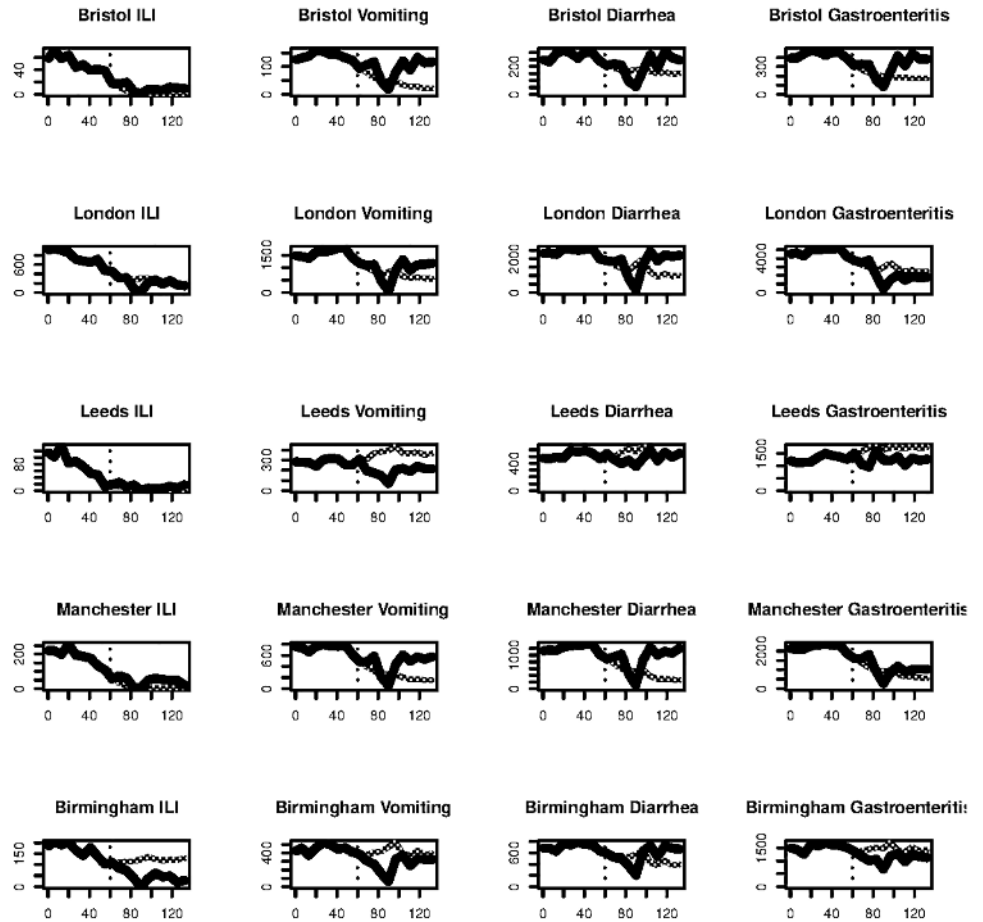 Bristol ILI Bristol Vomiting Bristol Diarrhea Bristol Gastroenteritis
40 100 200 300
0 0 0 0
0 40 80 120 0 40 80 120 0 40 80 120 0 40 80 120
London ILI London Vomiting London Diarrhea London Gastroenteritis
600 1500 2000 4000
0 0 0 0
0 40 80 120 0 40 80 120 0 40 80 120 0 40 80 120
Leeds ILI Leeds Vomiting Leeds Diarrhea Leeds Gastroenteritis
80 300 400 1500
0 0 0 0
0 40 80 120 0 40 80 120 0 40 80 120 0 40 80 120
Manchester ILI Manchester Vomiting Manchester Diarrhea Manchester Gastroenteritis
200 600 1000 2000
0 0 0 0
0 40 80 120 0 40 80 120 0 40 80 120 0 40 80 120
Birmingham ILI Birmingham Vomiting Birmingham Diarrhea Birmingham Gastroenteritis
150 400 600 1500
0 0 0 0
0 40 80 120 0 40 80 120 0 40 80 120 0 40 80 120